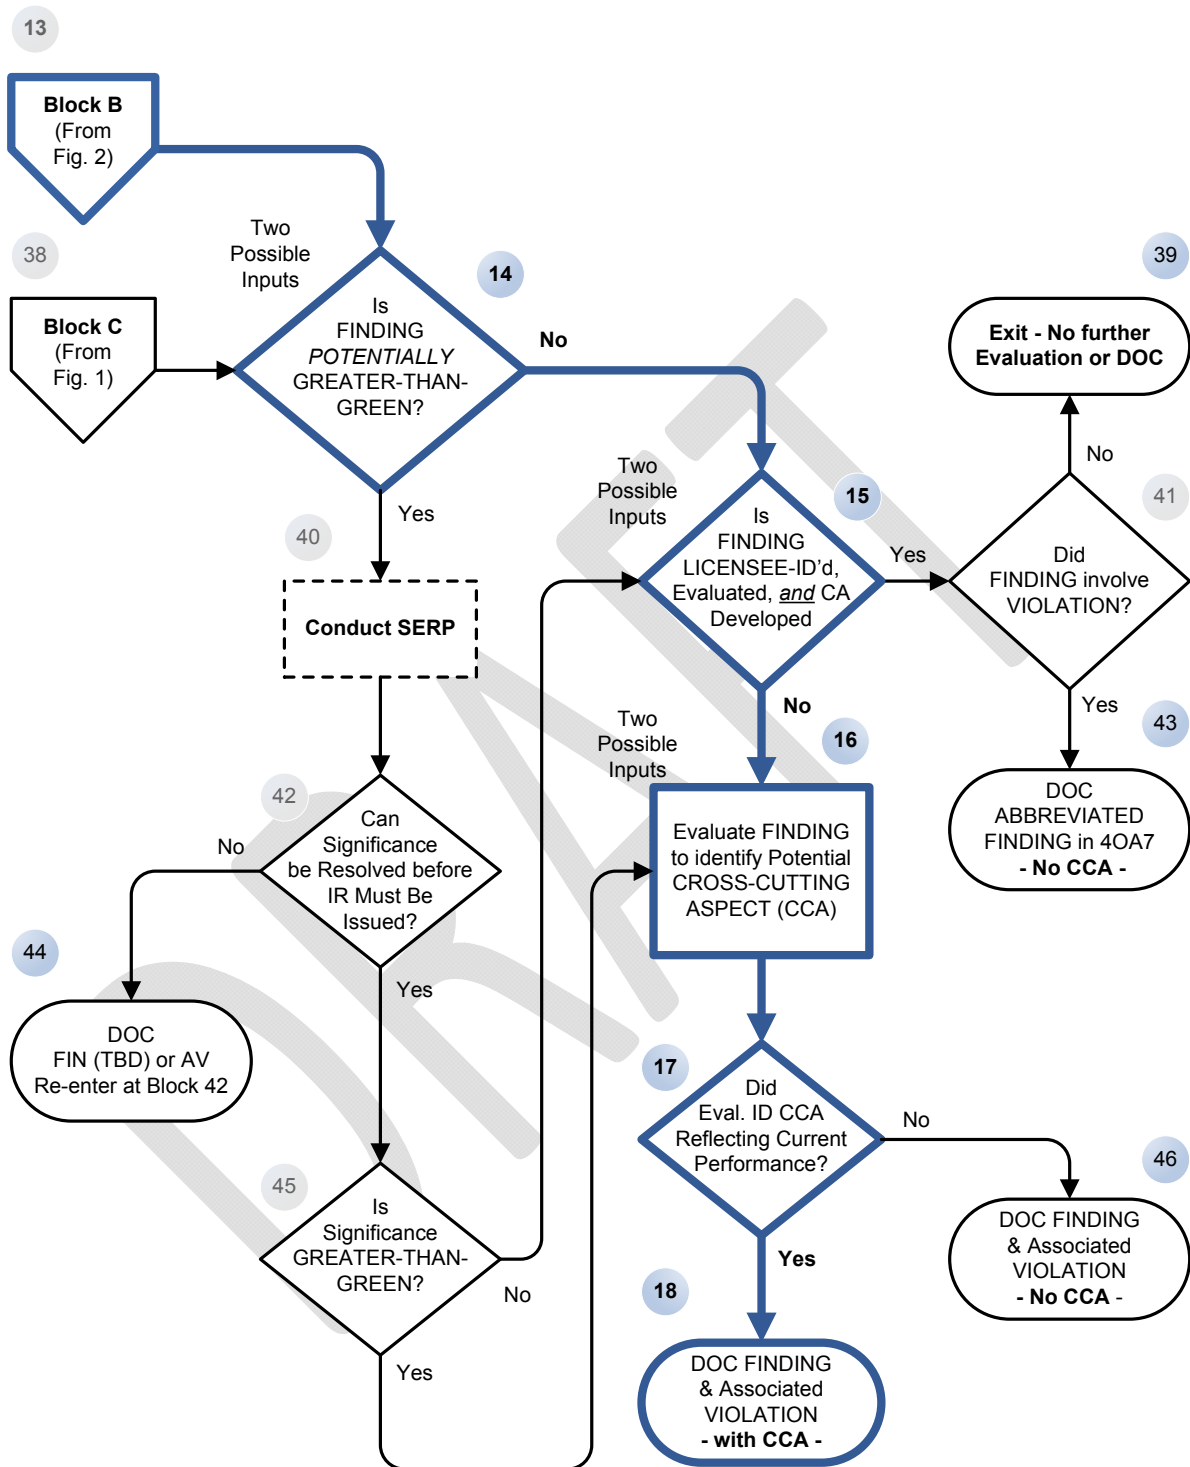 13
Block B
(From
Fig. 2)
Two
Possible
Inputs
38
Block C
(From
Fig. 1)
14
Is
FINDING
POTENTIALLY
GREATER-THAN-
GREEN?
No
Yes
39
Exit - No further
Evaluation or DOC
No
41
Did
FINDING involve
VIOLATION?
Yes
43
DOC
ABBREVIATED
FINDING in 4OA7
- No CCA -
Two
Possible
Inputs
15
Is
FINDING
LICENSEE-ID'd,
Evaluated, and CA
Developed
Yes
No
40
Conduct SERP
Two
Possible
Inputs
16
Evaluate FINDING
to identify Potential
CROSS-CUTTING
ASPECT (CCA)
42
Can
Significance
be Resolved before
IR Must Be
Issued?
No
Yes
44
DOC
FIN (TBD) or AV
Re-enter at Block 42
17
Did
Eval. ID CCA
Reflecting Current
Performance?
No
46
DOC FINDING
& Associated
VIOLATION
- No CCA -
Yes
45
Is
Significance
GREATER-THAN-
GREEN?
No
Yes
18
DOC FINDING
& Associated
VIOLATION
- with CCA -
DRAFT